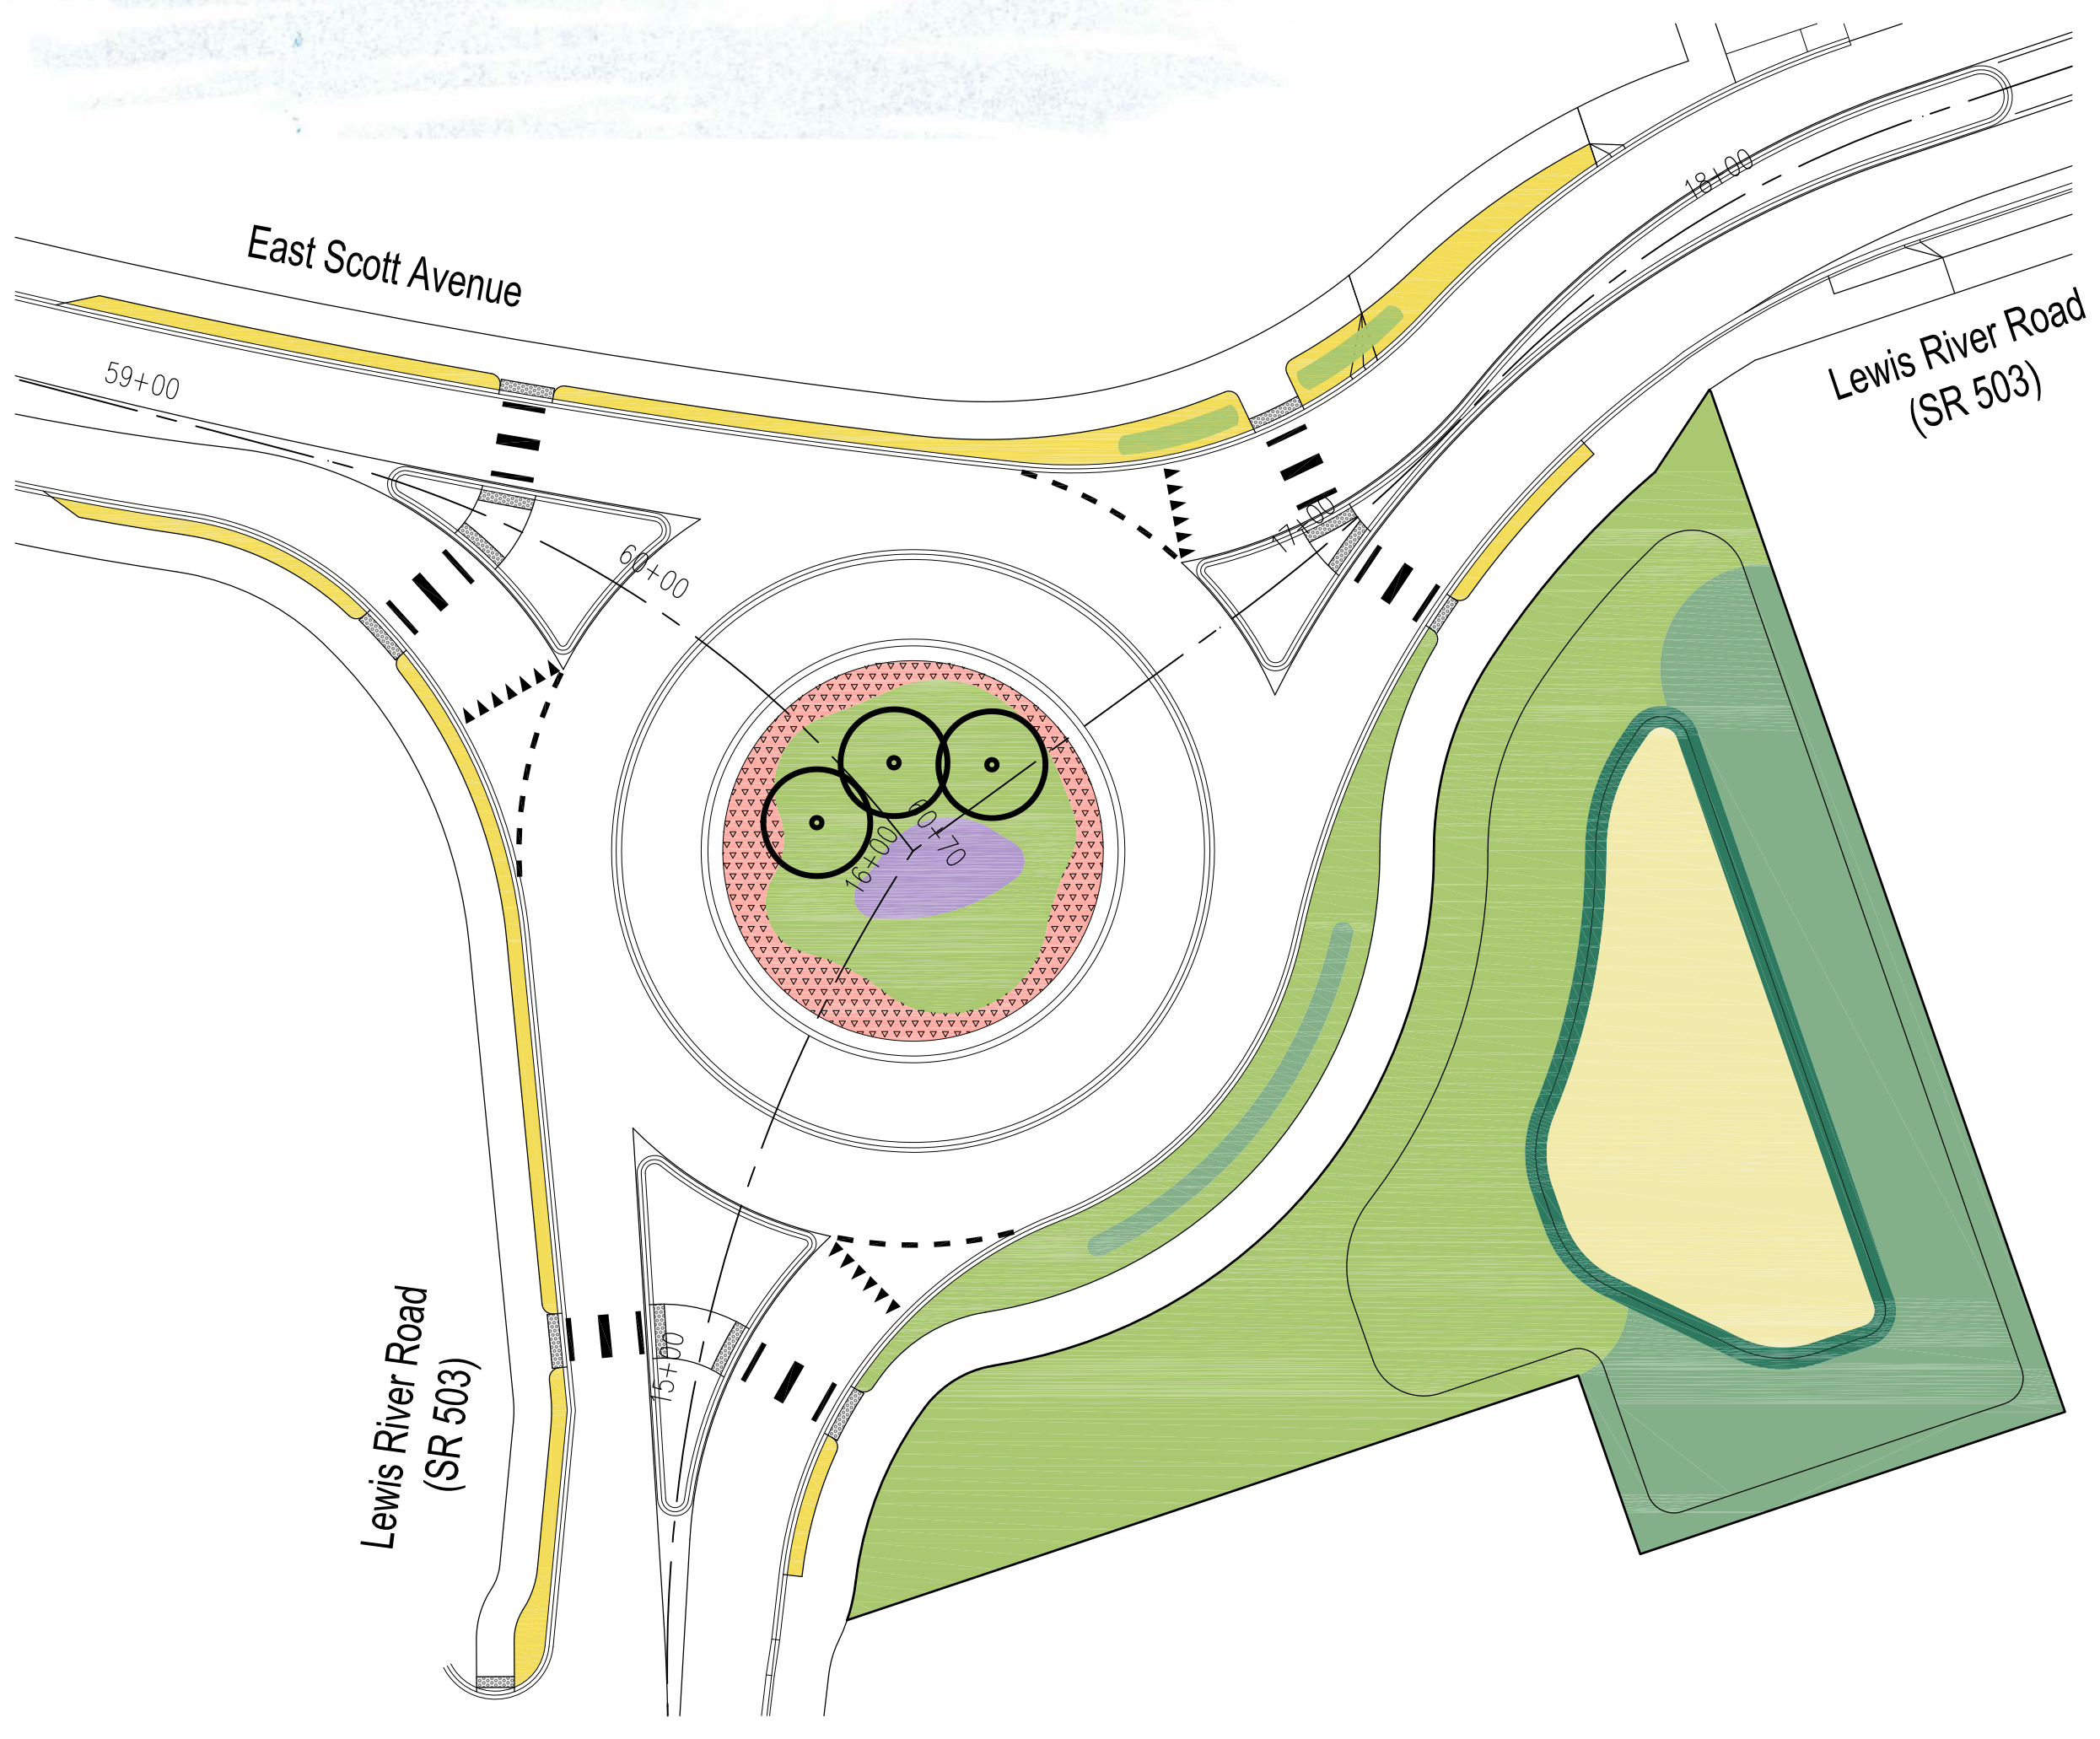 East Scott Avenue
18+00
Lewis River Road
(SR 503)
59+00
17+00
60+00
60+70
16+00
15+00
Lewis River Road
(SR 503)